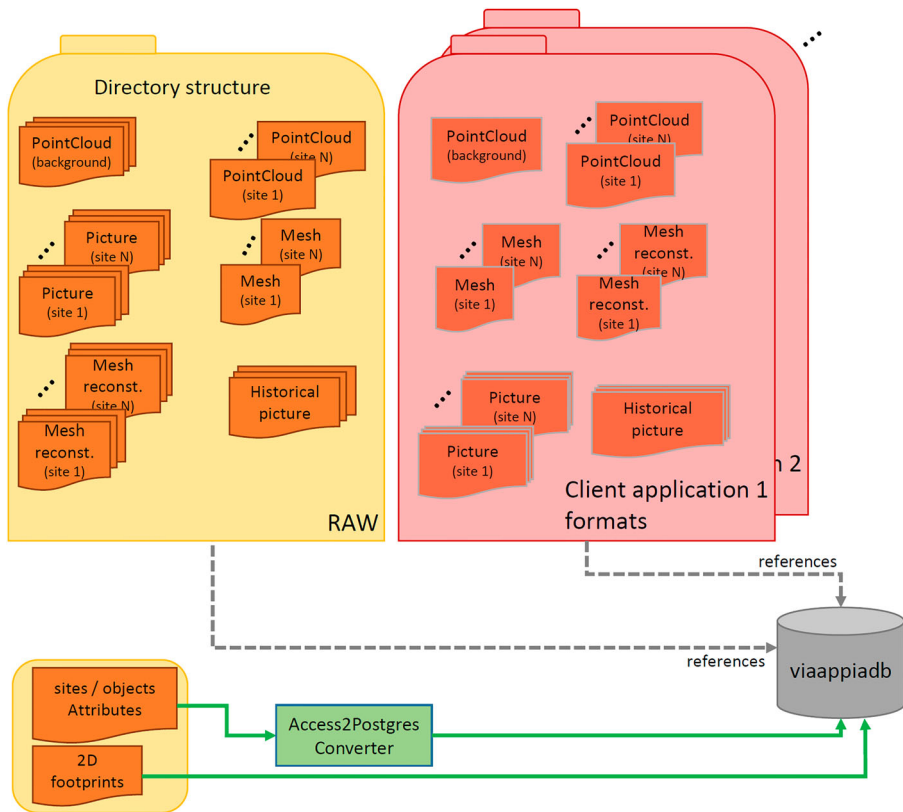 Directory structure
PointCloud
(background)
PointCloud
(site N)
PointCloud
(site 1)
Picture
(site N)
Picture
(site 1)
Mesh
(site N)
Mesh
(site 1)
Mesh
reconst.
(site N)
Mesh
reconst.
(site 1)
Historical
picture
RAW
PointCloud
(background)
PointCloud
(site N)
PointCloud
(site 1)
Mesh
(site N)
Mesh
(site 1)
Mesh
reconst.
(site N)
Mesh
reconst.
(site 1)
Picture
(site N)
Picture
(site 1)
Historical
picture
n 2
Client application 1
formats
references
references
viaappiadb
sites / objects
Attributes
Access2Postgres
Converter
2D
footprints